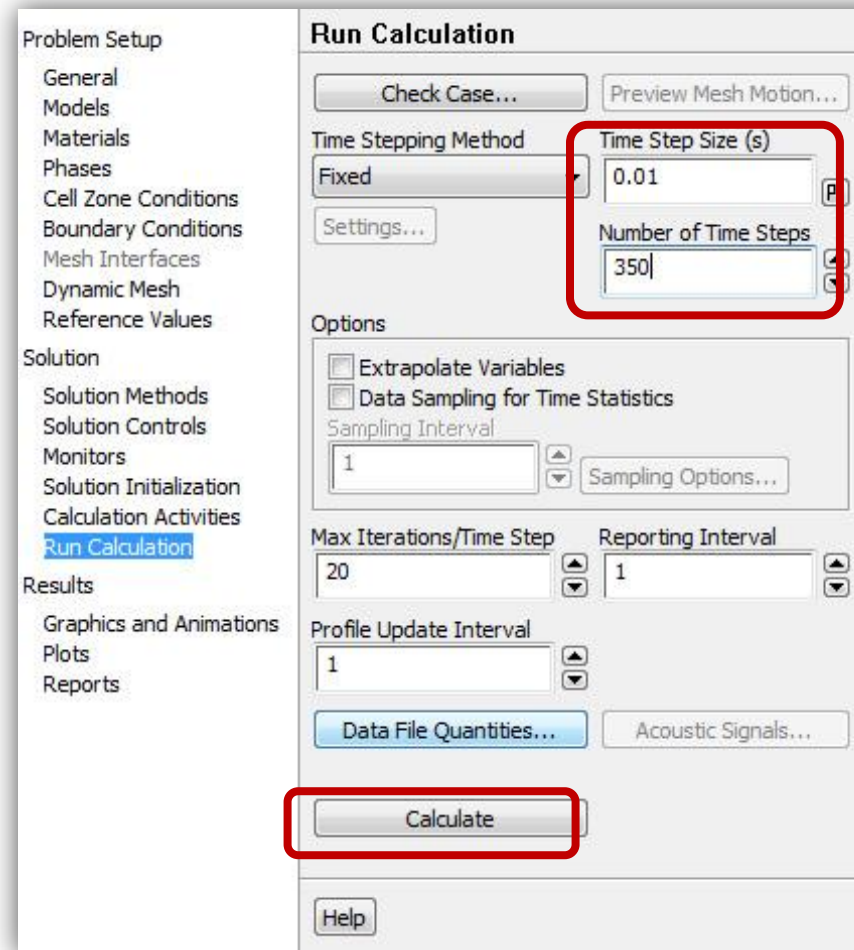 Problem Setup
General
Models
Materials
Phases
Cell Zone Conditions
Boundary Conditions
Mesh Interfaces
Dynamic Mesh
Reference Values
Solution
Solution Methods
Solution Controls
Monitors
Solution Initialization
Calculation Activities
Run Calculation
Results
Graphics and Animations
Plots
Reports
Run Calculation
Check Case... Preview Mesh Motion...
Time Stepping Method Time Step Size (s)
Fixed 0.01 P
Settings... Number of Time Steps
350
Options
Extrapolate Variables
Data Sampling for Time Statistics
Sampling Interval
1 Sampling Options...
Max Iterations/Time Step Reporting Interval
20 1
Profile Update Interval
1
Data File Quantities... Acoustic Signals...
Calculate
Help